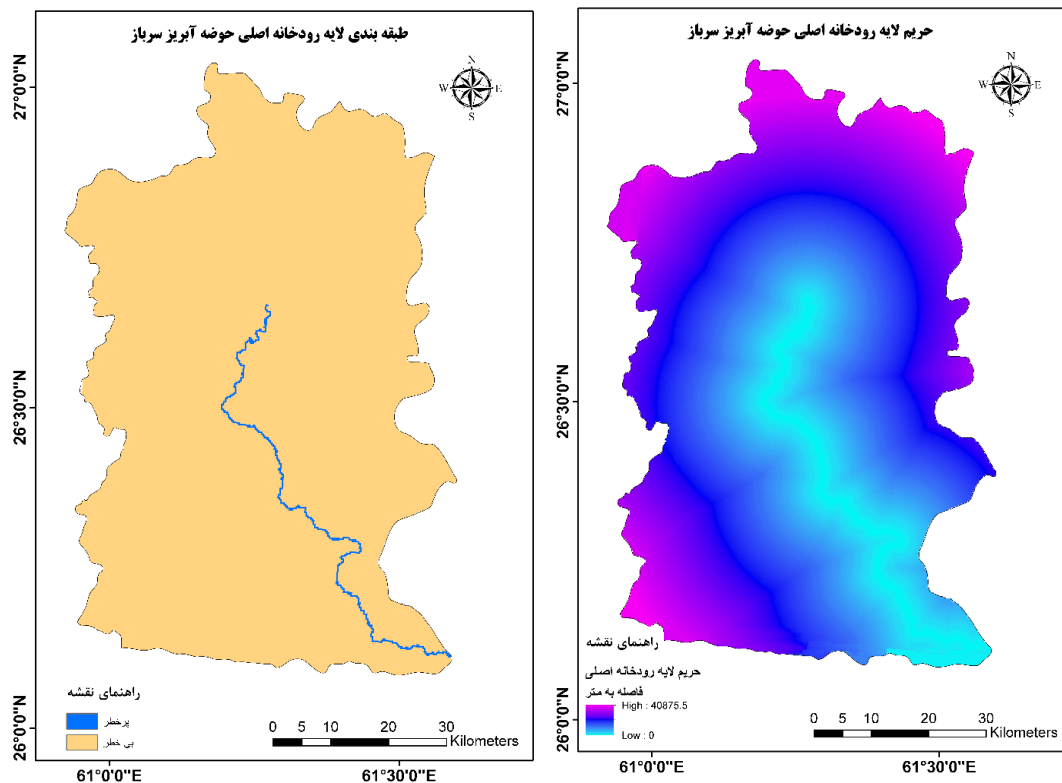 طبقه بندی لایه رودخانه اصلی حوضه آبریز سرباز
N
W E
S
27°0'0"N
26°30'0"N
26°0'0"N
راهنمای نقشه
پرخطر
بی خطر
0 5 10 20 30
Kilometers
61°0'0"E
61°30'0"E
حریم لایه رودخانه اصلی حوضه آبریز سرباز
N
W E
S
27°0'0"N
26°30'0"N
26°0'0"N
راهنمای نقشه
حریم لایه رودخانه اصلی
فاصله به متر
High : 40875.5
Low : 0
0 5 10 20 30
Kilometers
61°0'0"E
61°30'0"E